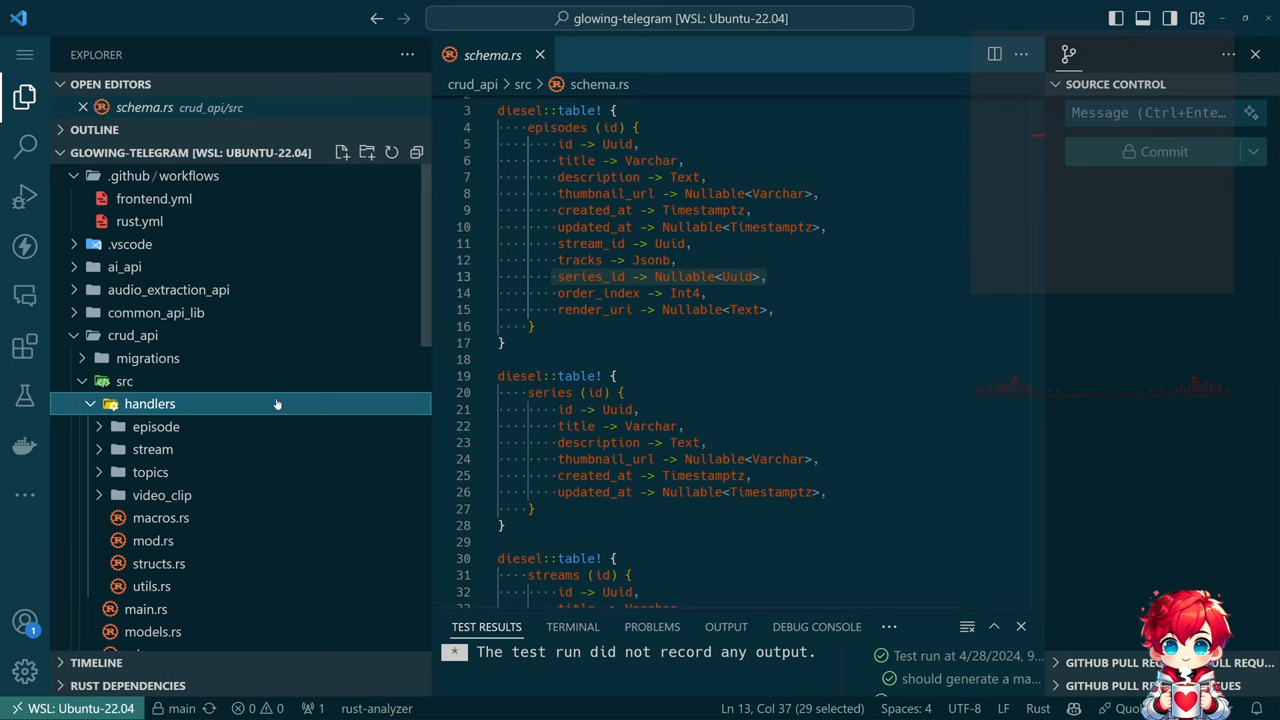 glowing-telegram [WSL: Ubuntu-22.04]
EXPLORER
OPEN EDITORS
schema.rs crud_api/src
OUTLINE
GLOWING-TELEGRAM [WSL: UBUNTU-22.04]
.github / workflows
frontend.yml
rust.yml
.vscode
ai_api
audio_extraction_api
common_api_lib
crud_api
migrations
src
handlers
episode
stream
topics
video_clip
macros.rs
mod.rs
structs.rs
utils.rs
main.rs
models.rs
TIMELINE
RUST DEPENDENCIES
schema.rs
crud_api > src > schema.rs
3 diesel::table! {
4 episodes (id) {
5 id -> Uuid,
6 title -> Varchar,
7 description -> Text,
8 thumbnail_url -> Nullable<Varchar>,
9 created_at -> Timestamptz,
10 updated_at -> Nullable<Timestamptz>,
11 stream_id -> Uuid,
12 tracks -> Jsonb,
13 series_id -> Nullable<Uuid>,
14 order_index -> Int4,
15 render_uri -> Nullable<Text>,
16 }
17 }
18
19 diesel::table! {
20 series (id) {
21 id -> Uuid,
22 title -> Varchar,
23 description -> Text,
24 thumbnail_url -> Nullable<Varchar>,
25 created_at -> Timestamptz,
26 updated_at -> Nullable<Timestamptz>,
27 }
28 }
29
30 diesel::table! {
31 streams (id) {
32 id -> Uuid,
TEST RESULTS TERMINAL PROBLEMS OUTPUT DEBUG CONSOLE
* The test run did not record any output.
Test run at 4/28/2024, 9...
should generate a ma...
SOURCE CONTROL
Message (Ctrl+Ente...
Commit
GITHUB PULL REQU...
GITHUB PULL
1
WSL: Ubuntu-22.04 main 0 0 1 rust-analyzer Ln 13, Col 37 (29 selected) Spaces: 4 UTF-8 LF Rust